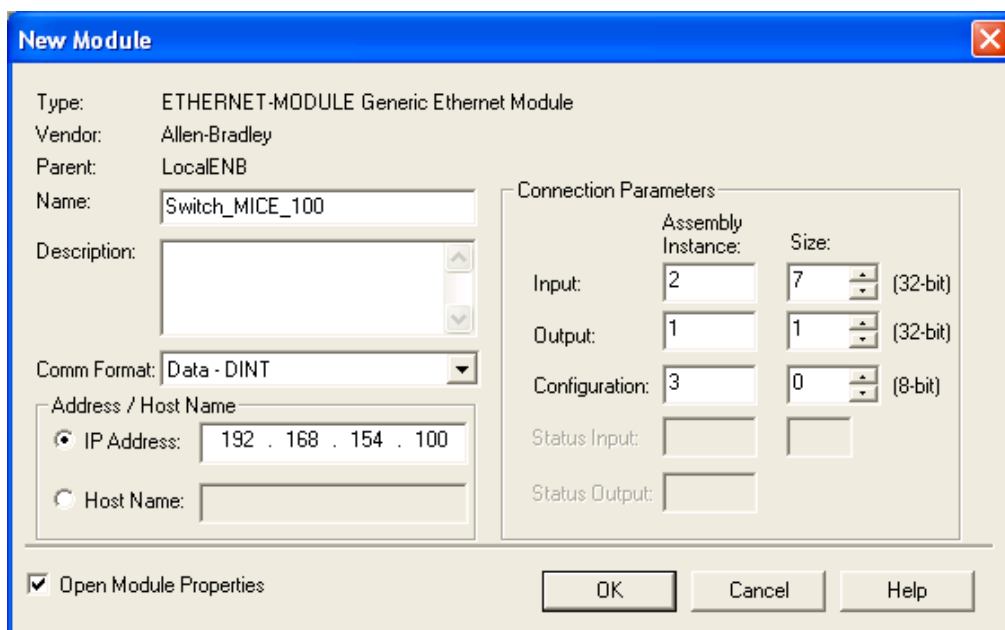 New Module
Type: ETHERNET-MODULE Generic Ethernet Module
Vendor: Allen-Bradley
Parent: LocalENB
Name: Switch_MICE_100
Description:
Comm Format: Data - DINT
Address / Host Name
IP Address: 192 . 168 . 154 . 100
Host Name:
Connection Parameters
Assembly
Instance: Size:
Input: 2 7 (32-bit)
Output: 1 1 (32-bit)
Configuration: 3 0 (8-bit)
Status Input:
Status Output:
Open Module Properties
OK Cancel Help